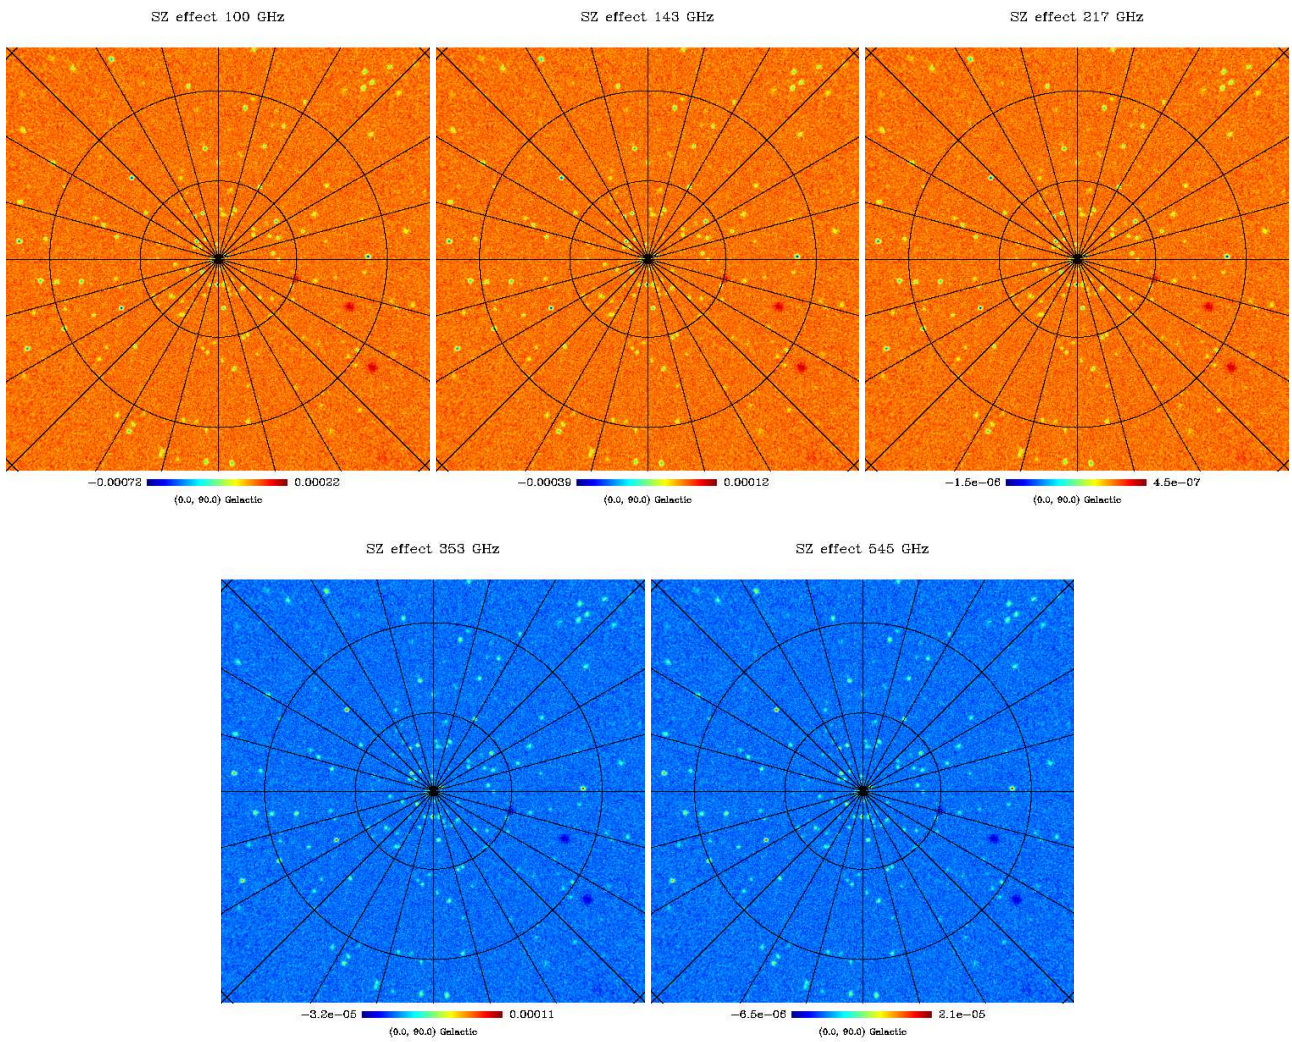 SZ effect 100 GHz
SZ effect 143 GHz
SZ effect 217 GHz
−0.00072 0.00022
(0.0, 90.0) Galactic
−0.00039 0.00012
(0.0, 90.0) Galactic
−1.5e−06 4.5e−07
(0.0, 90.0) Galactic
SZ effect 353 GHz
SZ effect 545 GHz
−3.2e−05 0.00011
(0.0, 90.0) Galactic
−6.5e−06 2.1e−05
(0.0, 90.0) Galactic